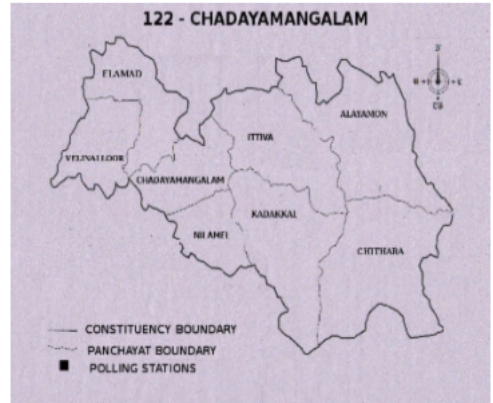 122 - CHADAYAMANGALAM
ELAMAD
ALAYAMON
ITTIVA
VELINALLOOR
CHADAYAMANGALAM
KADAKKAL
NILAMEL
CHITHARA
CONSTITUENCY BOUNDARY
PANCHAYAT BOUNDARY
POLLING STATIONS